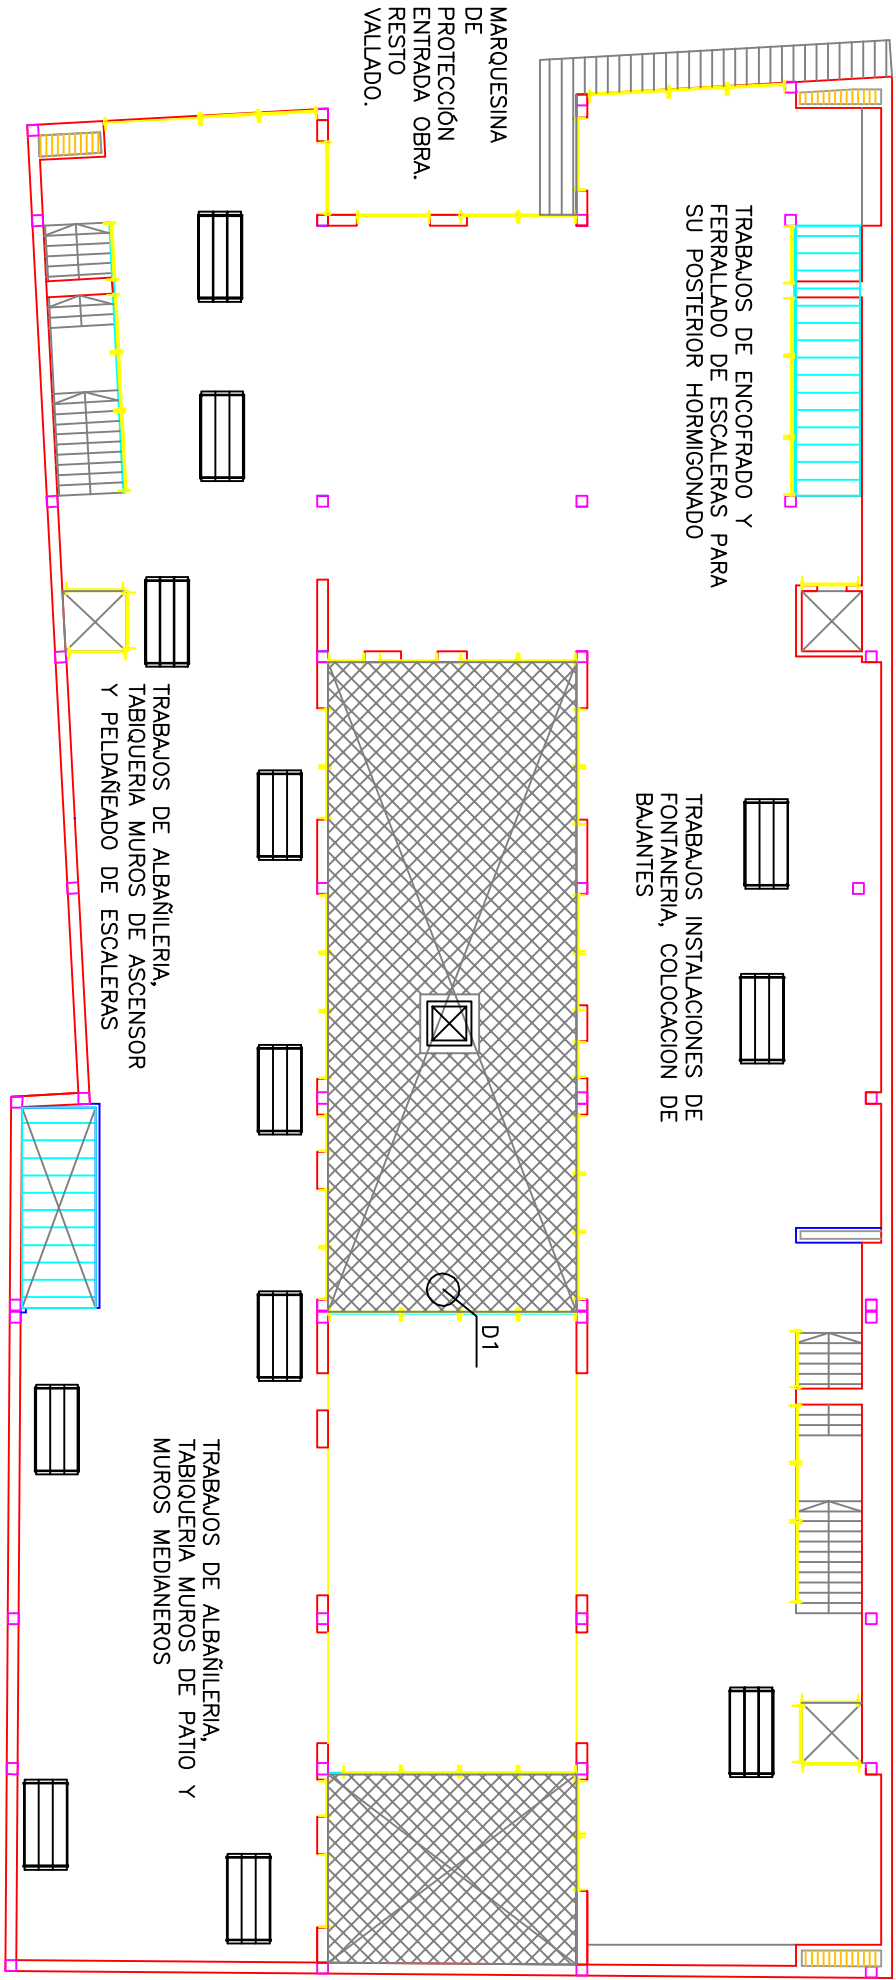 MARQUESINA
DE
PROTECCIÓN
ENTRADA OBRA.
RESTO
VALLADO.
TRABAJOS DE ENCOFRADO Y
FERRALLADO DE ESCALERAS PARA
SU POSTERIOR HORMIGONADO
TRABAJOS DE ALBAÑILERIA,
TABIQUERIA MUROS DE ASCENSOR
Y PELDAÑEADO DE ESCALERAS
TRABAJOS INSTALACIONES DE
FONTANERIA, COLOCACION DE
BAJANTES
D1
TRABAJOS DE ALBAÑILERIA,
TABIQUERIA MUROS DE PATIO Y
MUROS MEDIANEROS